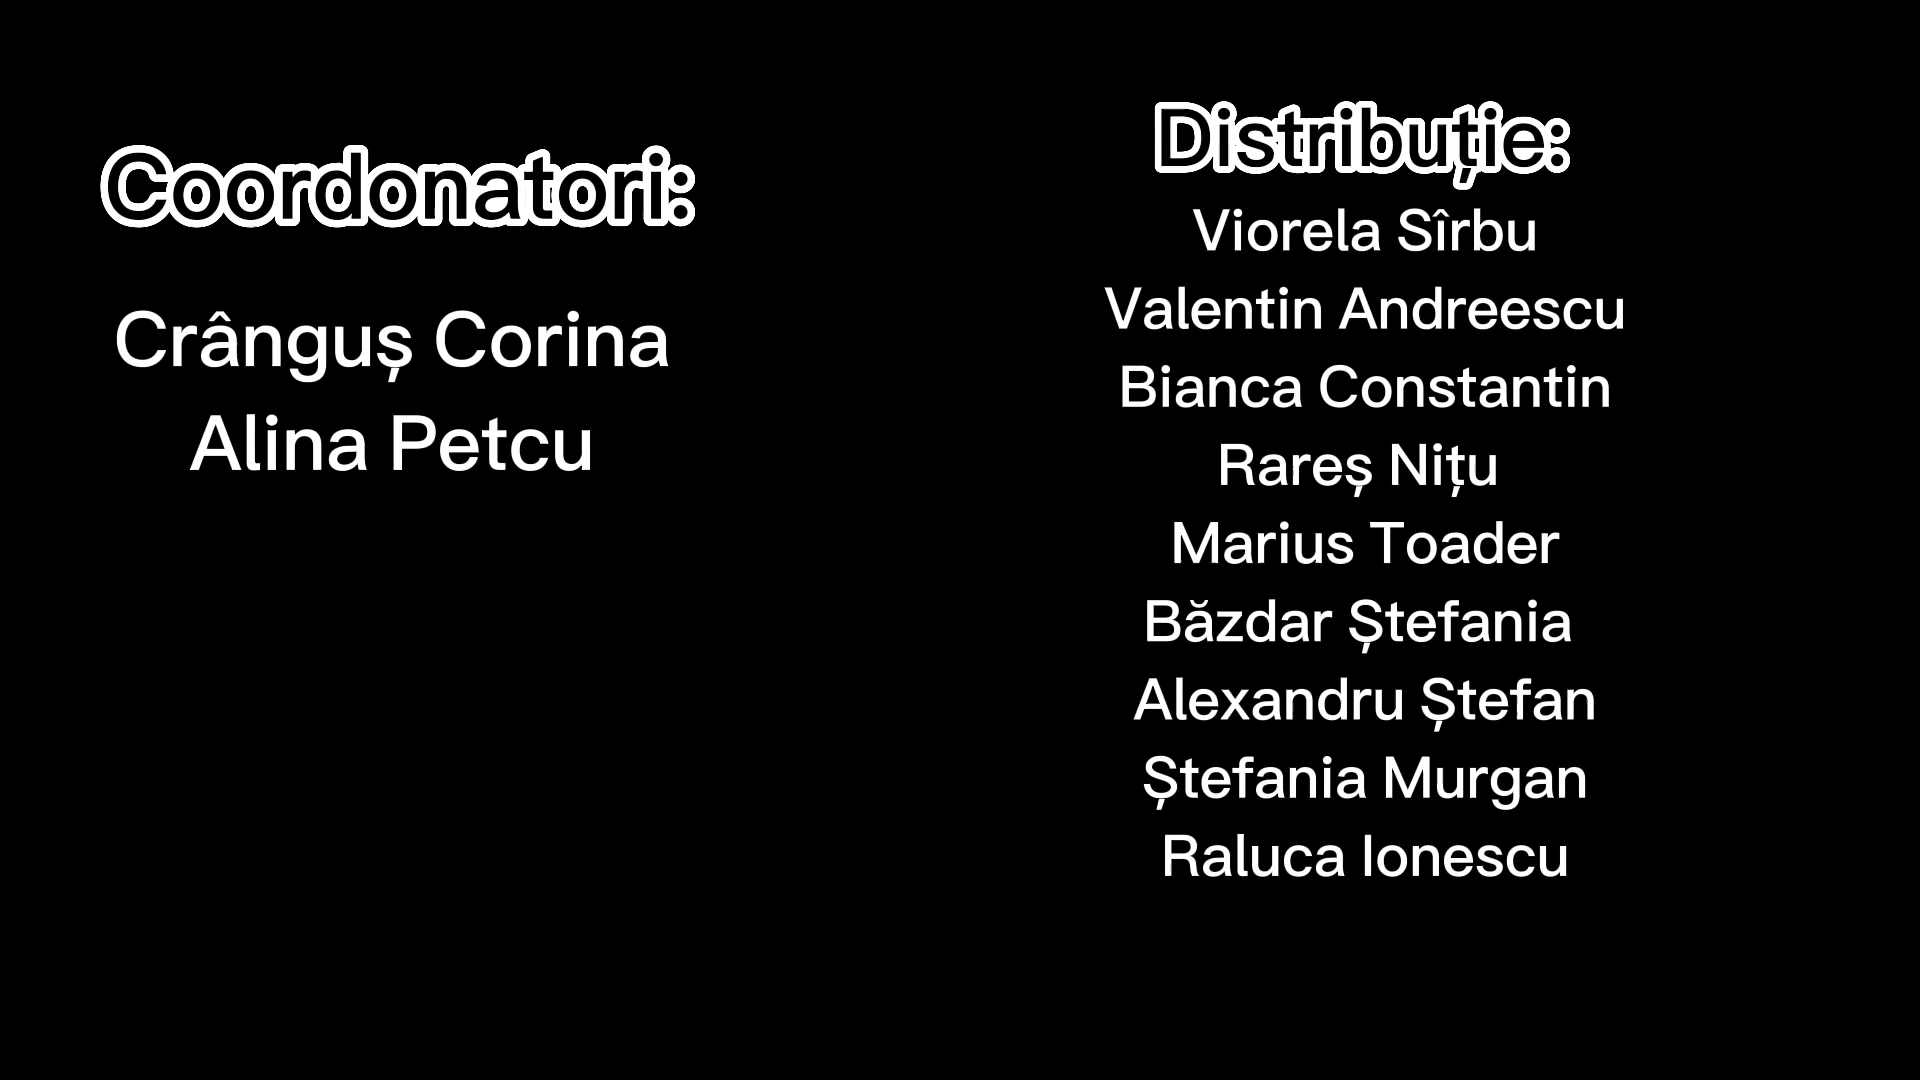 Coordonatori:
Crânguș Corina
Alina Petcu
Distribuție:
Viorela Sîrbu
Valentin Andreescu
Bianca Constantin
Rareș Nițu
Marius Toader
Băzdar Ștefania
Alexandru Ștefan
Ștefania Murgan
Raluca Ionescu